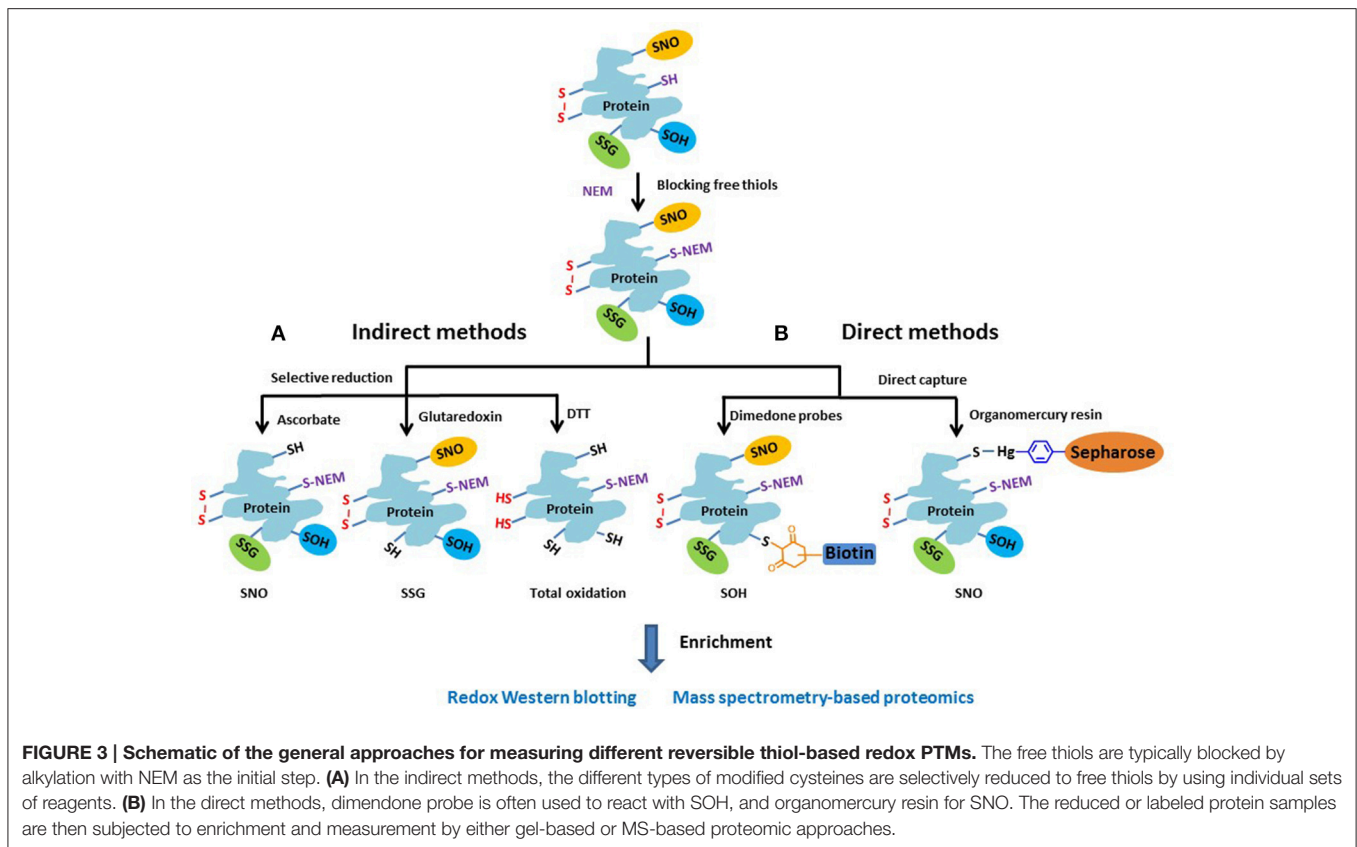 SNO
SH
S
S
Protein
SSG
SOH
NEM
Blocking free thiols
SNO
S-NEM
S
S
Protein
SSG
SOH
A Indirect methods
B Direct methods
Selective reduction
Direct capture
Ascorbate
Glutaredoxin
DTT
Dimedone probes
Organomercury resin
SH
S-NEM
S
S
Protein
SSG
SOH
SNO
SNO
S-NEM
S
S
Protein
SH
SOH
SSG
SH
S-NEM
HS
HS
Protein
SH
SH
Total oxidation
SNO
S-NEM
S
S
Protein
SSG
S
O
O
Biotin
SOH
S-Hg
Sepharose
S-NEM
S
S
Protein
SSG
SOH
SNO
Enrichment
Redox Western blotting Mass spectrometry-based proteomics
FIGURE 3 | Schematic of the general approaches for measuring different reversible thiol-based redox PTMs. The free thiols are typically blocked by
alkylation with NEM as the initial step. (A) In the indirect methods, the different types of modified cysteines are selectively reduced to free thiols by using individual sets
of reagents. (B) In the direct methods, dimendone probe is often used to react with SOH, and organomercury resin for SNO. The reduced or labeled protein samples
are then subjected to enrichment and measurement by either gel-based or MS-based proteomic approaches.